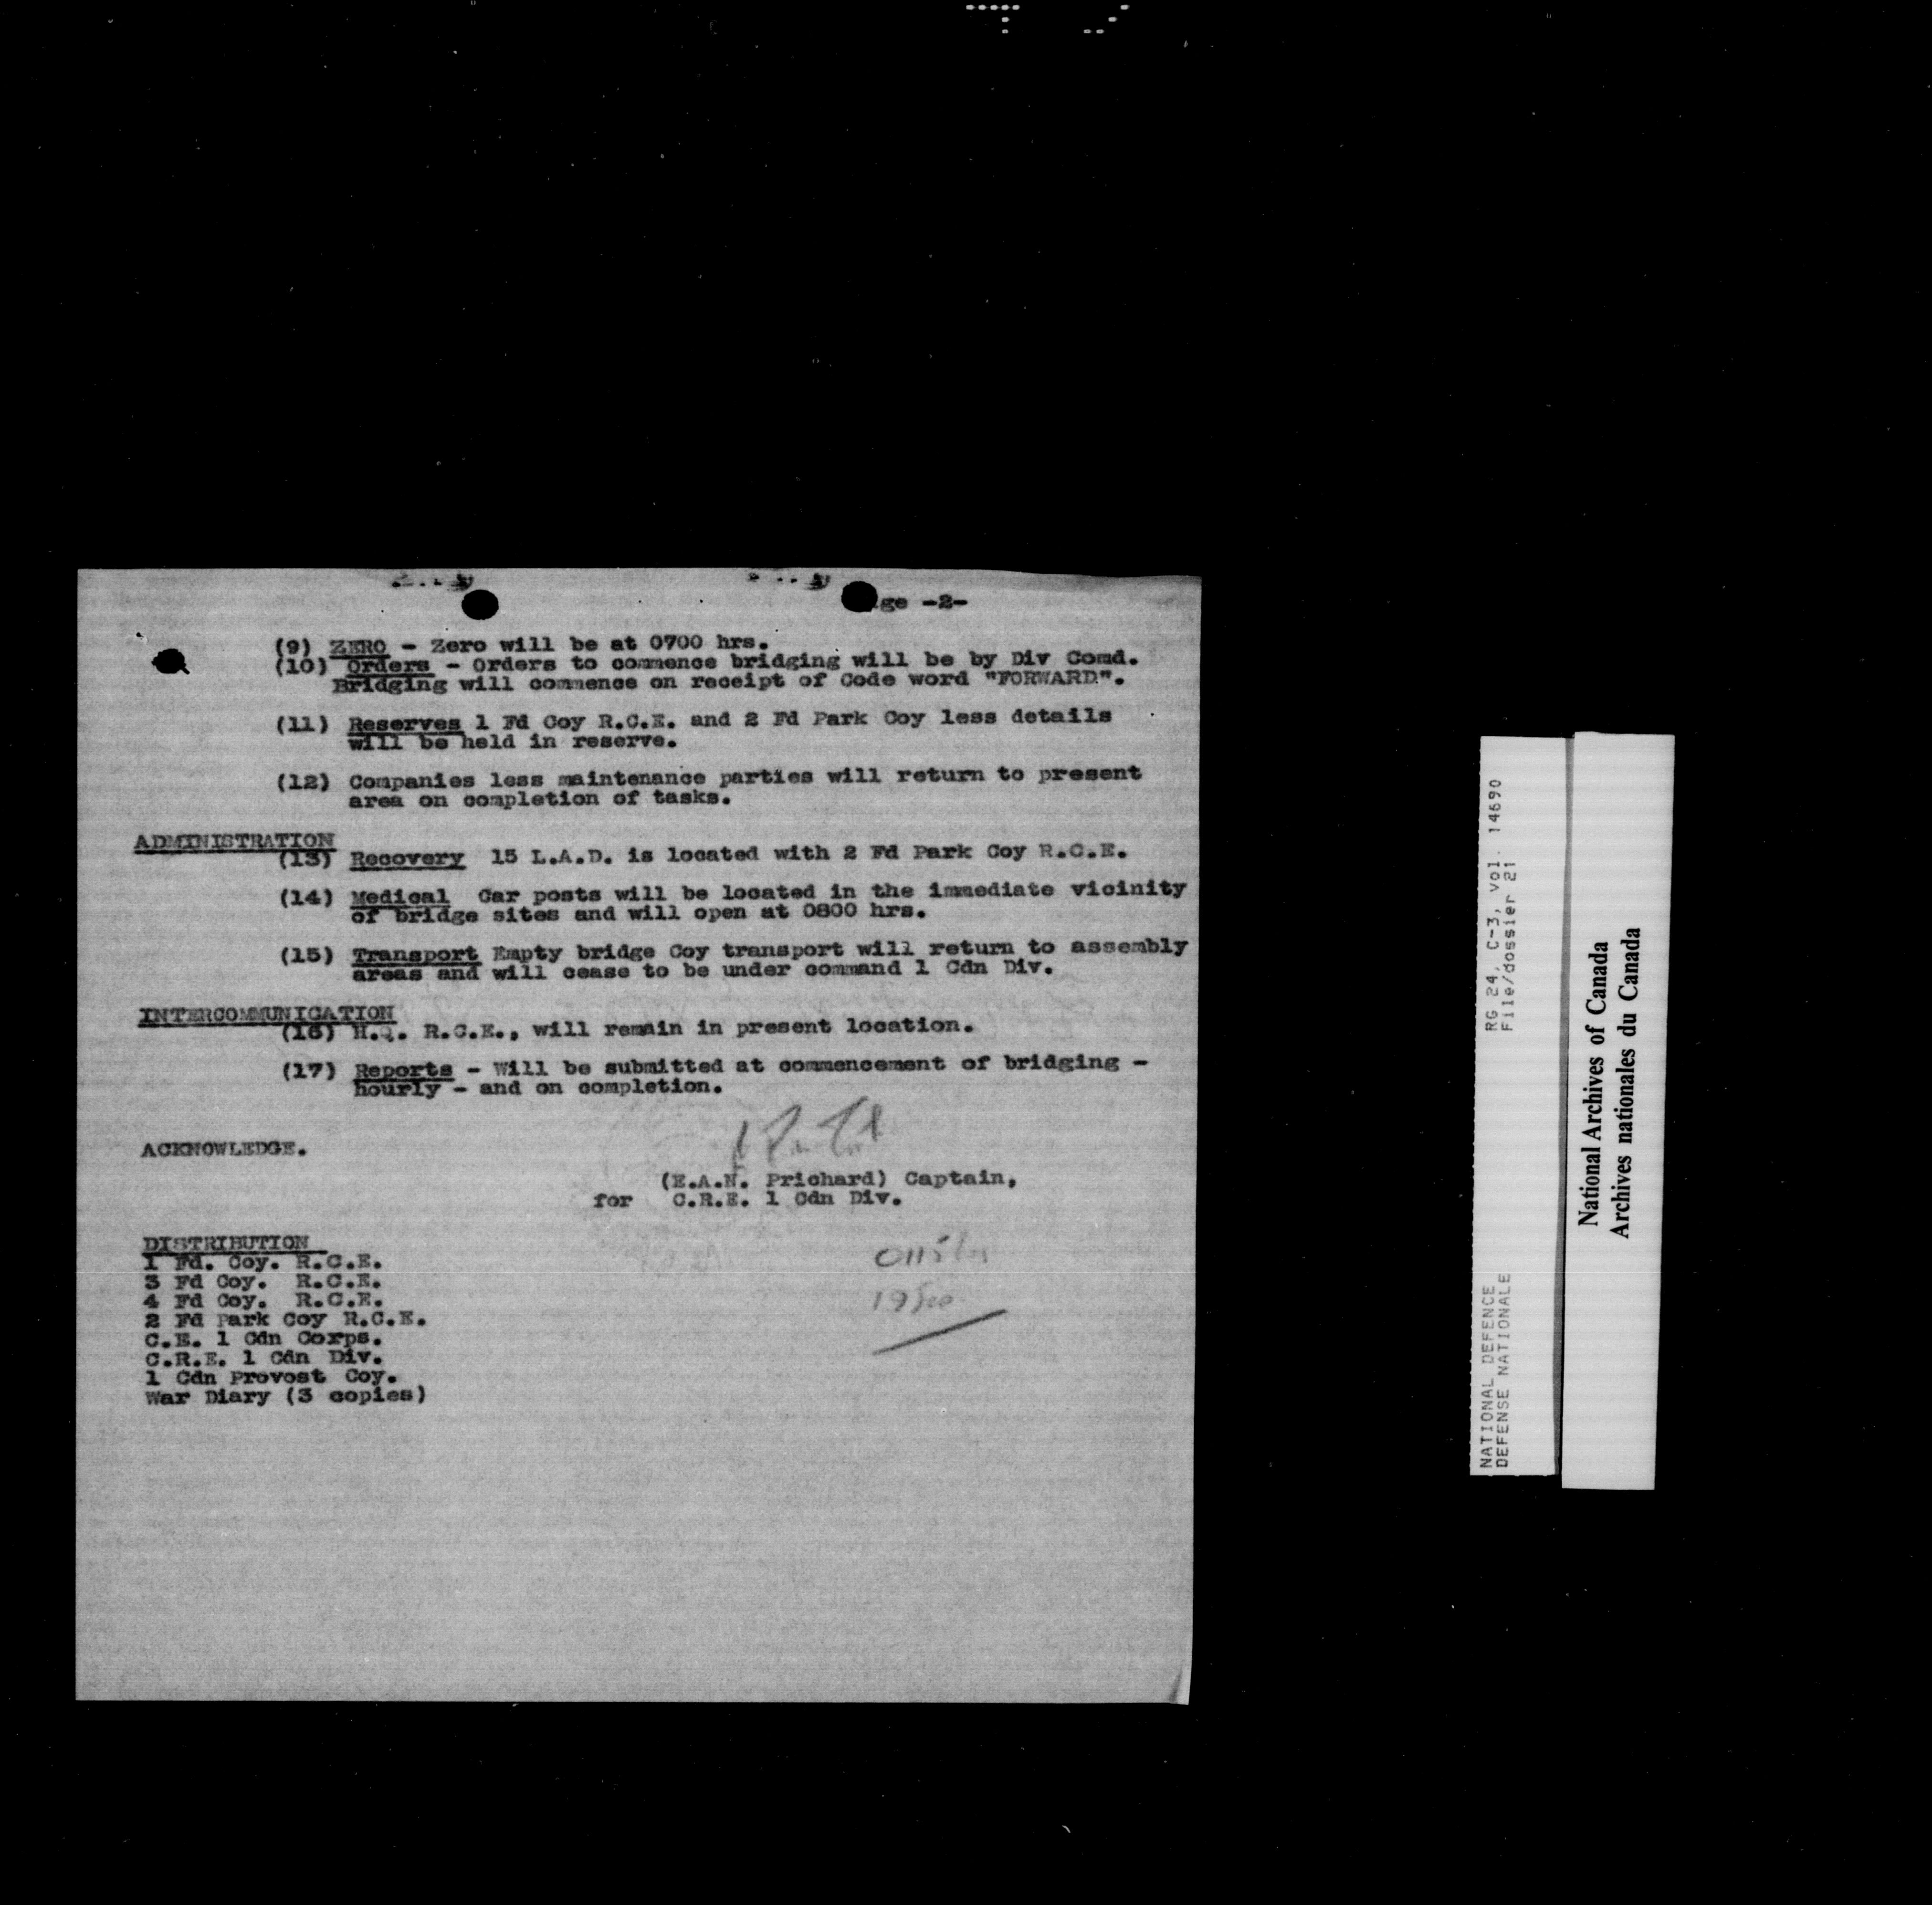 ge -2-
(9) ZERO - Zero will be at 0700 hrs.
(10) Orders - Orders to commence bridging will be by Div Comd.
Bridging will commence on receipt of Code word "FORWARD".
(11) Reserves 1 Fd Coy R.C.E. and 2 Fd Park Coy less details
will be held in reserve.
(12) Companies less maintenance parties will return to present
area on completion of tasks.
ADMINISTRATION
(13) Recovery 15 L.A.D. is located with 2 Fd Park Coy R.C.E.
(14) Medical Car posts will be located in the immediate vicinity
of bridge sites and will open at 0800 hrs.
(15) Transport Empty bridge Coy transport will return to assembly
areas and will cease to be under command 1 Cdn Div.
INTERCOMMUNICATION
(16) H.Q. R.C.E., will remain in present location.
(17) Reports - Will be submitted at commencement of bridging -
hourly - and on completion.
ACKNOWLEDGE.
(E.A.N. Prichard) Captain,
for C.R.E. 1 Cdn Div.
DISTRIBUTION
1 Fd. Coy. R.C.E.
3 Fd Coy. R.C.E.
4 Fd Coy. R.C.E.
2 Fd Park Coy R.C.E.
C.E. 1 Cdn Corps.
C.R.E. 1 Cdn Div.
1 Cdn Provost Coy.
War Diary (3 copies)
NATIONAL DEFENCE RG 24, C-3, vol. 14690
DEFENSE NATIONALE File/dossier 21
National Archives of Canada
Archives nationales du Canada